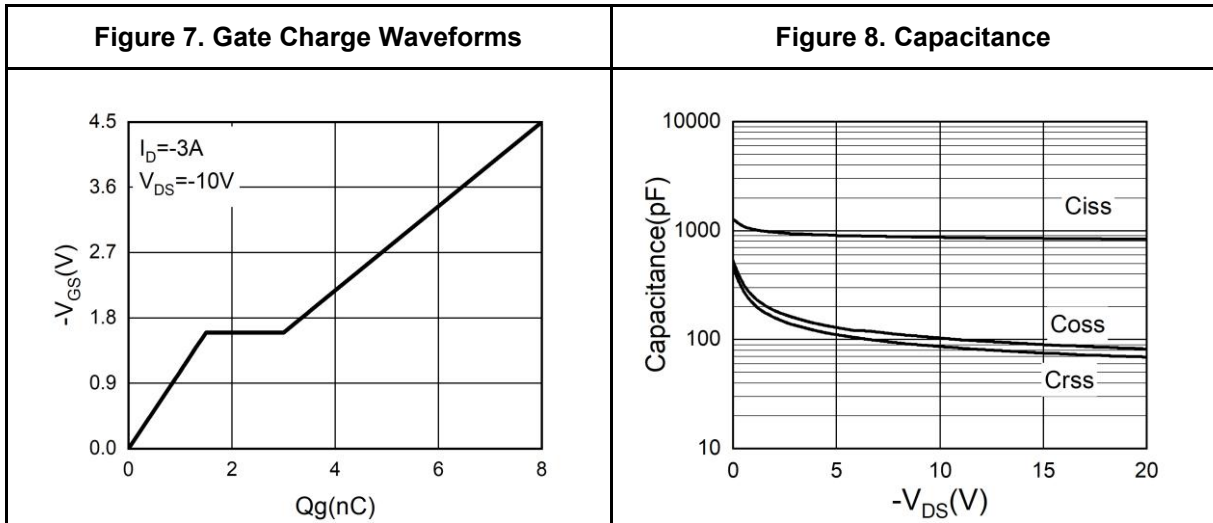 Figure 7. Gate Charge Waveforms
Figure 8. Capacitance
4.5
3.6
2.7
1.8
0.9
0.0
-V_GS(V)
I_D=-3A
V_DS=-10V
0 2 4 6 8
Qg(nC)
10000
1000
100
10
Capacitance(pF)
Ciss
Coss
Crss
0 5 10 15 20
-V_DS(V)